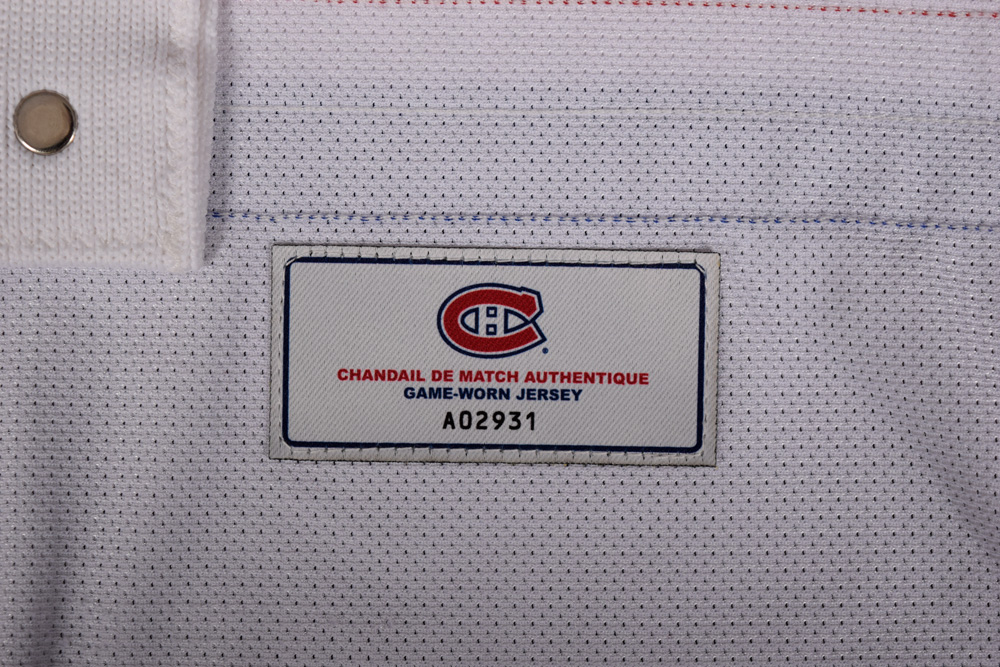 CHANDAIL DE MATCH AUTHENTIQUE
GAME-WORN JERSEY
A02931